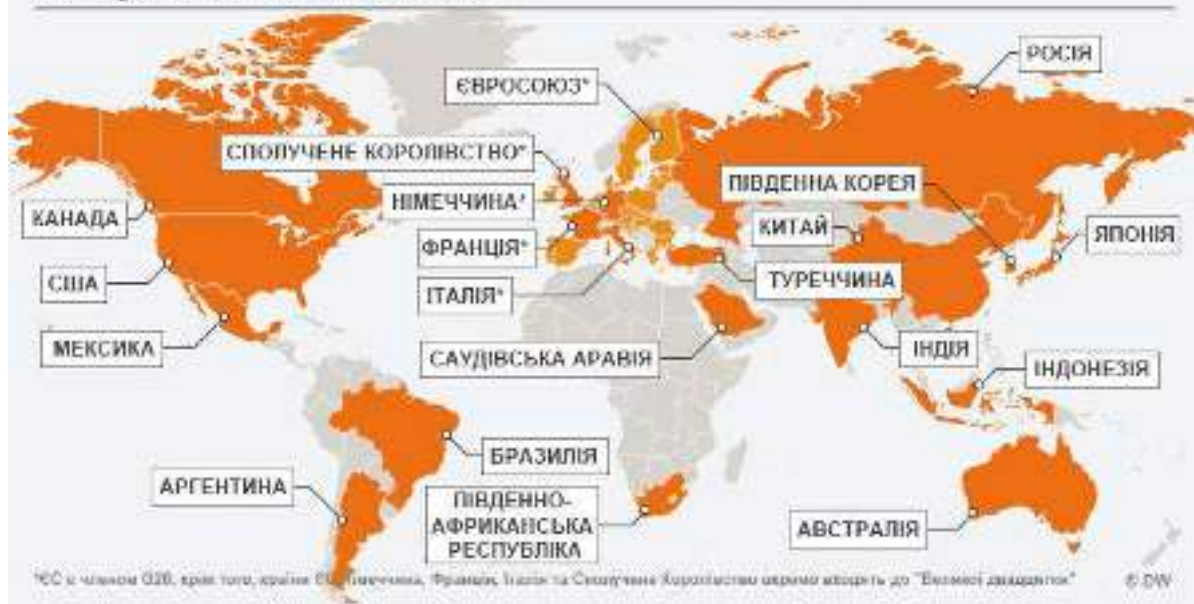 РОСІЯ
ЄВРОСОЮЗ*
СПОЛУЧЕНЕ КОРОЛІВСТВО*
ПІВДЕННА КОРЕЯ
НІМЕЧЧИНА*
КАНАДА
КИТАЙ
ЯПОНІЯ
ФРАНЦІЯ*
США
ТУРЕЧЧИНА
ІТАЛІЯ*
МЕКСИКА
САУДІВСЬКА АРАВІЯ
ІНДІЯ
ІНДОНЕЗІЯ
БРАЗИЛІЯ
АРГЕНТИНА
ПІВДЕННО-
АФРИКАНСЬКА
РЕСПУБЛІКА
АВСТРАЛІЯ
*ЄС є членом G20, крім того, країни ЄС Німеччина, Франція, Італія та Сполучене Королівство окремо входять до "Великої двадцятки"
© DW